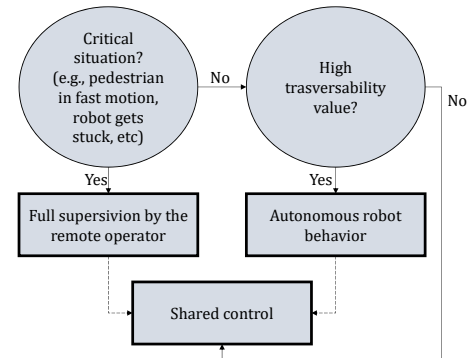 Critical
situation?
(e.g., pedestrian
in fast motion,
robot gets
stuck, etc)
No
High
trasversability
value?
No
Yes
Yes
Full supersivion by the
remote operator
Autonomous robot
behavior
Shared control